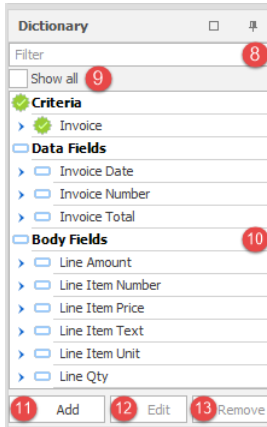 Dictionary
Filter 8
Show all 9
Criteria
Invoice
Data Fields
Invoice Date
Invoice Number
Invoice Total
Body Fields 10
Line Amount
Line Item Number
Line Item Price
Line Item Text
Line Item Unit
Line Qty
11 Add 12 Edit 13 Remove